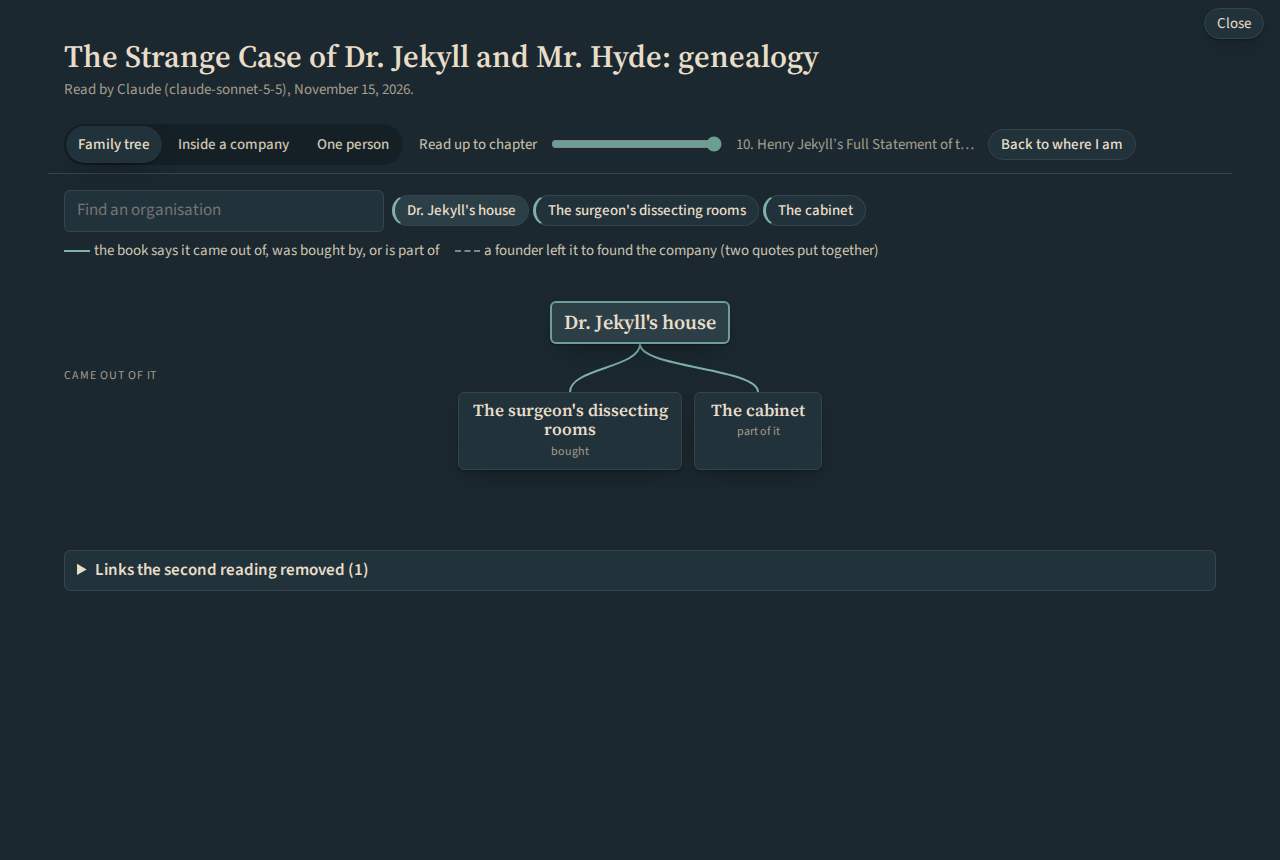 Close
The Strange Case of Dr. Jekyll and Mr. Hyde: genealogy
Read by Claude (claude-sonnet-5-5), November 15, 2026.
Family tree Inside a company One person Read up to chapter 10. Henry Jekyll’s Full Statement of t… Back to where I am
Find an organisation Dr. Jekyll's house The surgeon's dissecting rooms The cabinet
the book says it came out of, was bought by, or is part of a founder left it to found the company (two quotes put together)
Dr. Jekyll's house
CAME OUT OF IT
The surgeon's dissecting rooms
bought
The cabinet
part of it
Links the second reading removed (1)